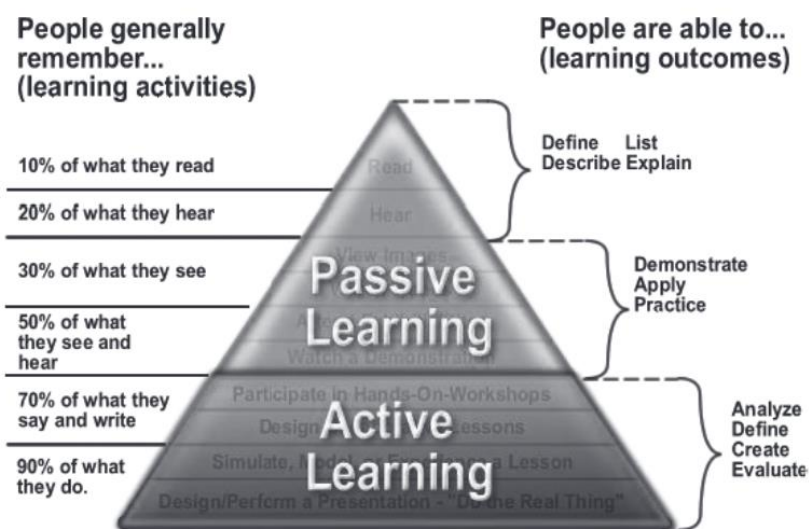 People generally
remember...
(learning activities)
People are able to...
(learning outcomes)
10% of what they read
20% of what they hear
30% of what they see
50% of what
they see and
hear
70% of what they
say and write
90% of what
they do.
Read
Hear
View Images
Watch a Demonstration
Passive
Learning
Participate in Hands-On-Workshops
Design Lessons
Simulate, Model, or Experience a Lesson
Design/Perform a Presentation - "Do the Real Thing"
Active
Learning
Define List
Describe Explain
Demonstrate
Apply
Practice
Analyze
Define
Create
Evaluate